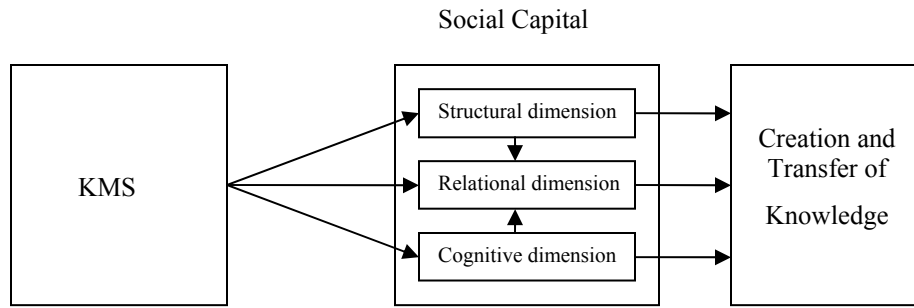 Social Capital
KMS
Structural dimension
Relational dimension
Cognitive dimension
Creation and
Transfer of
Knowledge